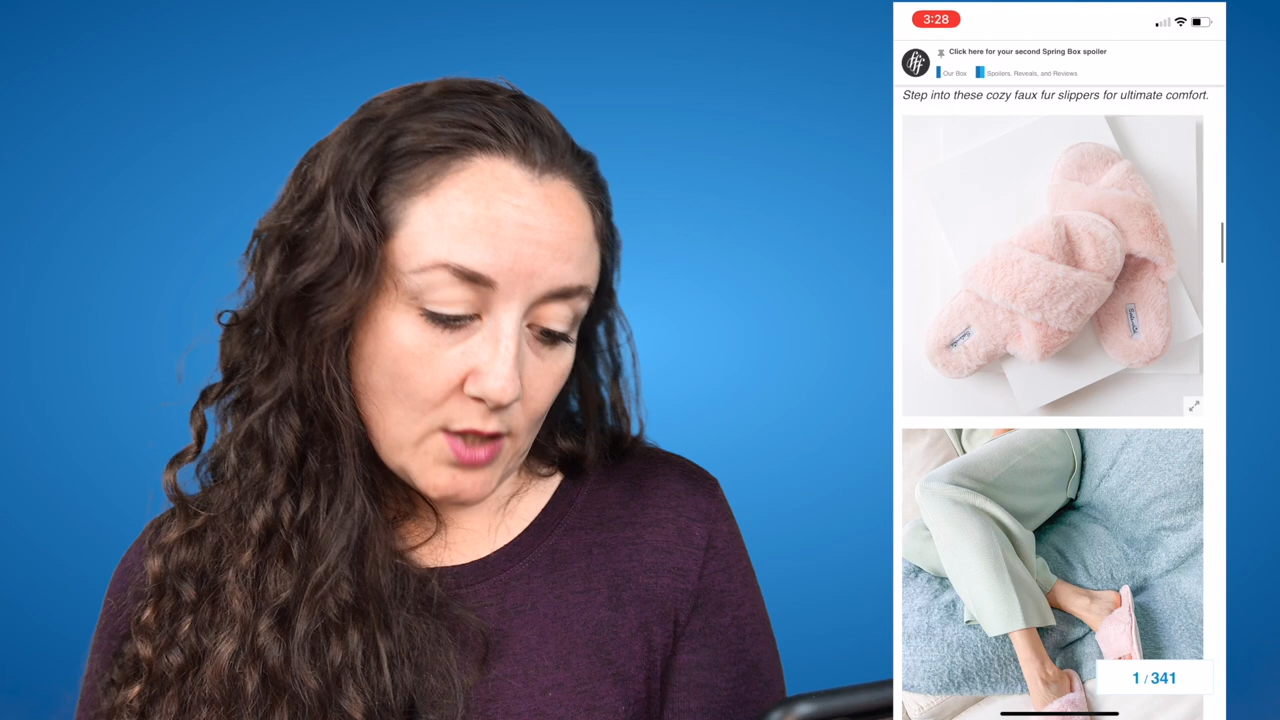 3:28
fff
Click here for your second Spring Box spoiler
Our Box Spoilers, Reveals, and Reviews
Step into these cozy faux fur slippers for ultimate comfort.
1 / 341